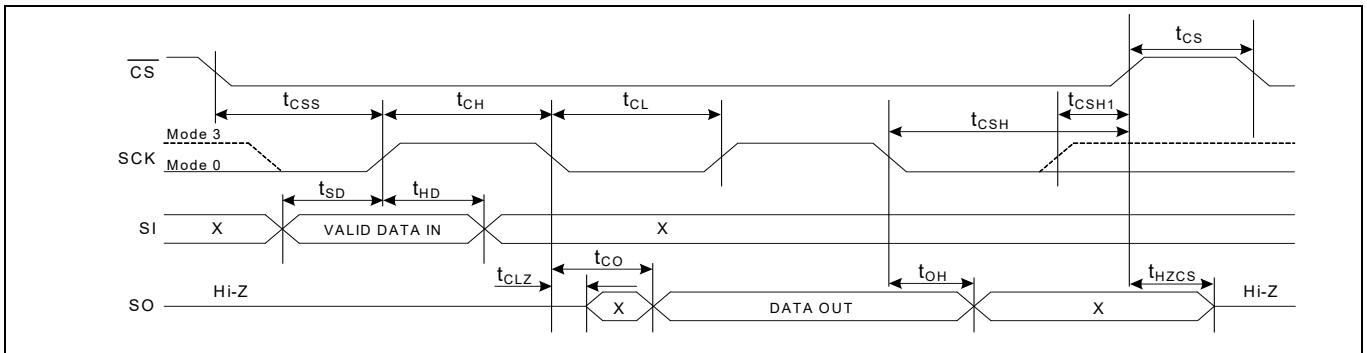 tCS
CS
tCSS tCH tCL tCSH1
tCSH
Mode 3
SCK
Mode 0
tSD tHD
SI X VALID DATA IN X
tCO
tCLZ tOH tHZCS
Hi-Z Hi-Z
SO X DATA OUT X